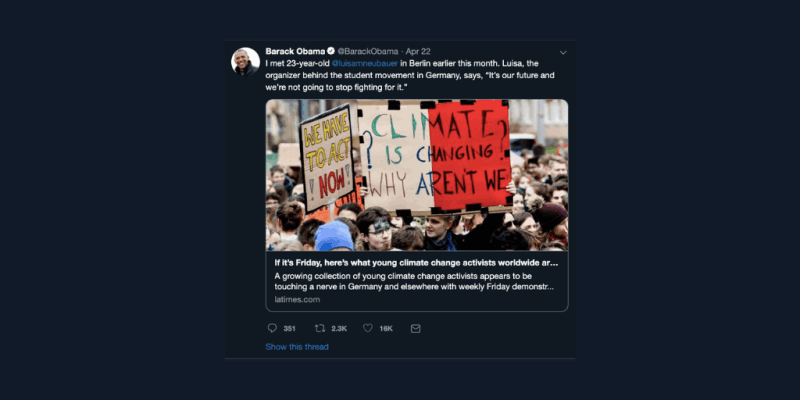 Barack Obama @BarackObama · Apr 22
I met 23-year-old @luisamneubauer in Berlin earlier this month. Luisa, the
organizer behind the student movement in Germany, says, "It's our future and
we're not going to stop fighting for it."
WE HAVE
TO ACT
NOW!
CLIMATE
IS CHANGING
WHY AREN'T WE?
If it's Friday, here's what young climate change activists worldwide ar...
A growing collection of young climate change activists appears to be
touching a nerve in Germany and elsewhere with weekly Friday demonstr...
latimes.com
351 2.3K 16K
Show this thread